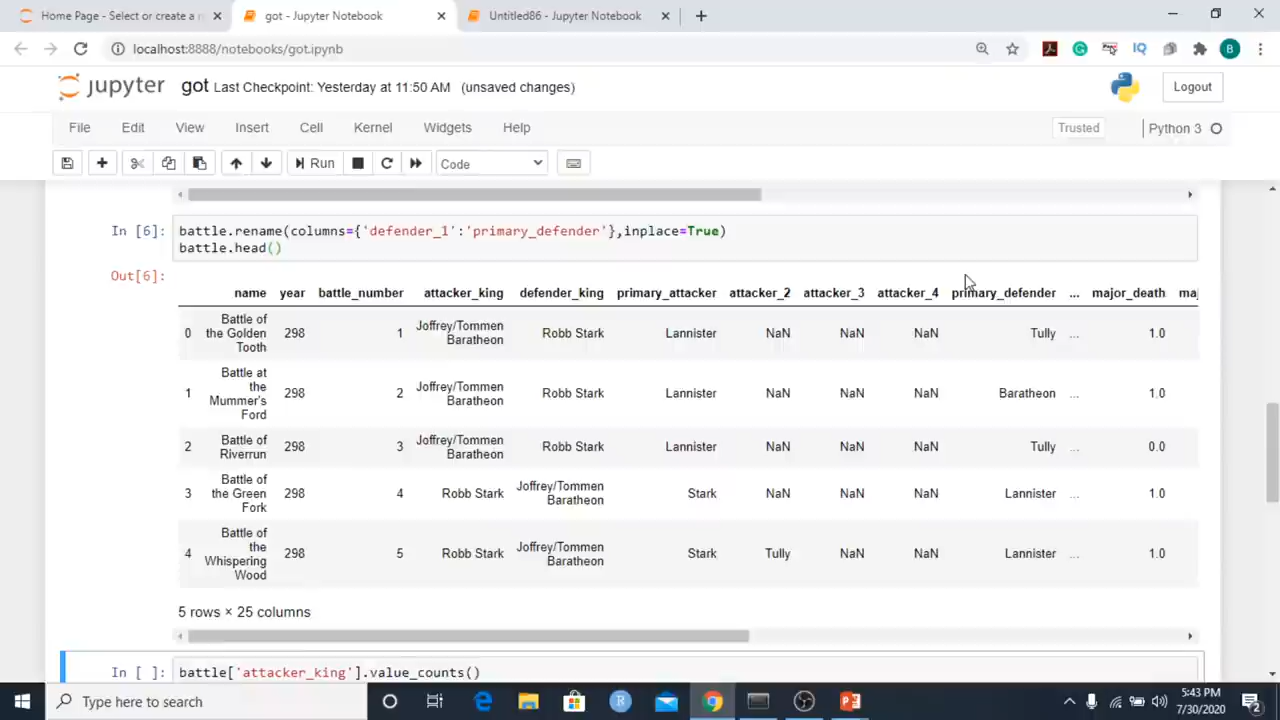 Home Page - Select or create a n
got - Jupyter Notebook
Untitled86 - Jupyter Notebook
localhost:8888/notebooks/got.ipynb
IQ
B
jupyter got Last Checkpoint: Yesterday at 11:50 AM (unsaved changes)
Logout
File Edit View Insert Cell Kernel Widgets Help
Trusted
Python 3
Run
Code
In [6]: battle.rename(columns={'defender_1':'primary_defender'},inplace=True)
battle.head()
Out[6]:
name year battle_number attacker_king defender_king primary_attacker attacker_2 attacker_3 attacker_4 primary_defender ... major_death maj
0 Battle of the Golden Tooth 298 1 Joffrey/Tommen Baratheon Robb Stark Lannister NaN NaN NaN Tully ... 1.0
1 Battle at the Mummer's Ford 298 2 Joffrey/Tommen Baratheon Robb Stark Lannister NaN NaN NaN Baratheon ... 1.0
2 Battle of Riverrun 298 3 Joffrey/Tommen Baratheon Robb Stark Lannister NaN NaN NaN Tully ... 0.0
3 Battle of the Green Fork 298 4 Robb Stark Joffrey/Tommen Baratheon Stark NaN NaN NaN Lannister ... 1.0
4 Battle of the Whispering Wood 298 5 Robb Stark Joffrey/Tommen Baratheon Stark Tully NaN NaN Lannister ... 1.0
5 rows × 25 columns
In [ ]: battle['attacker_king'].value_counts()
Type here to search
5:43 PM
7/30/2020
2